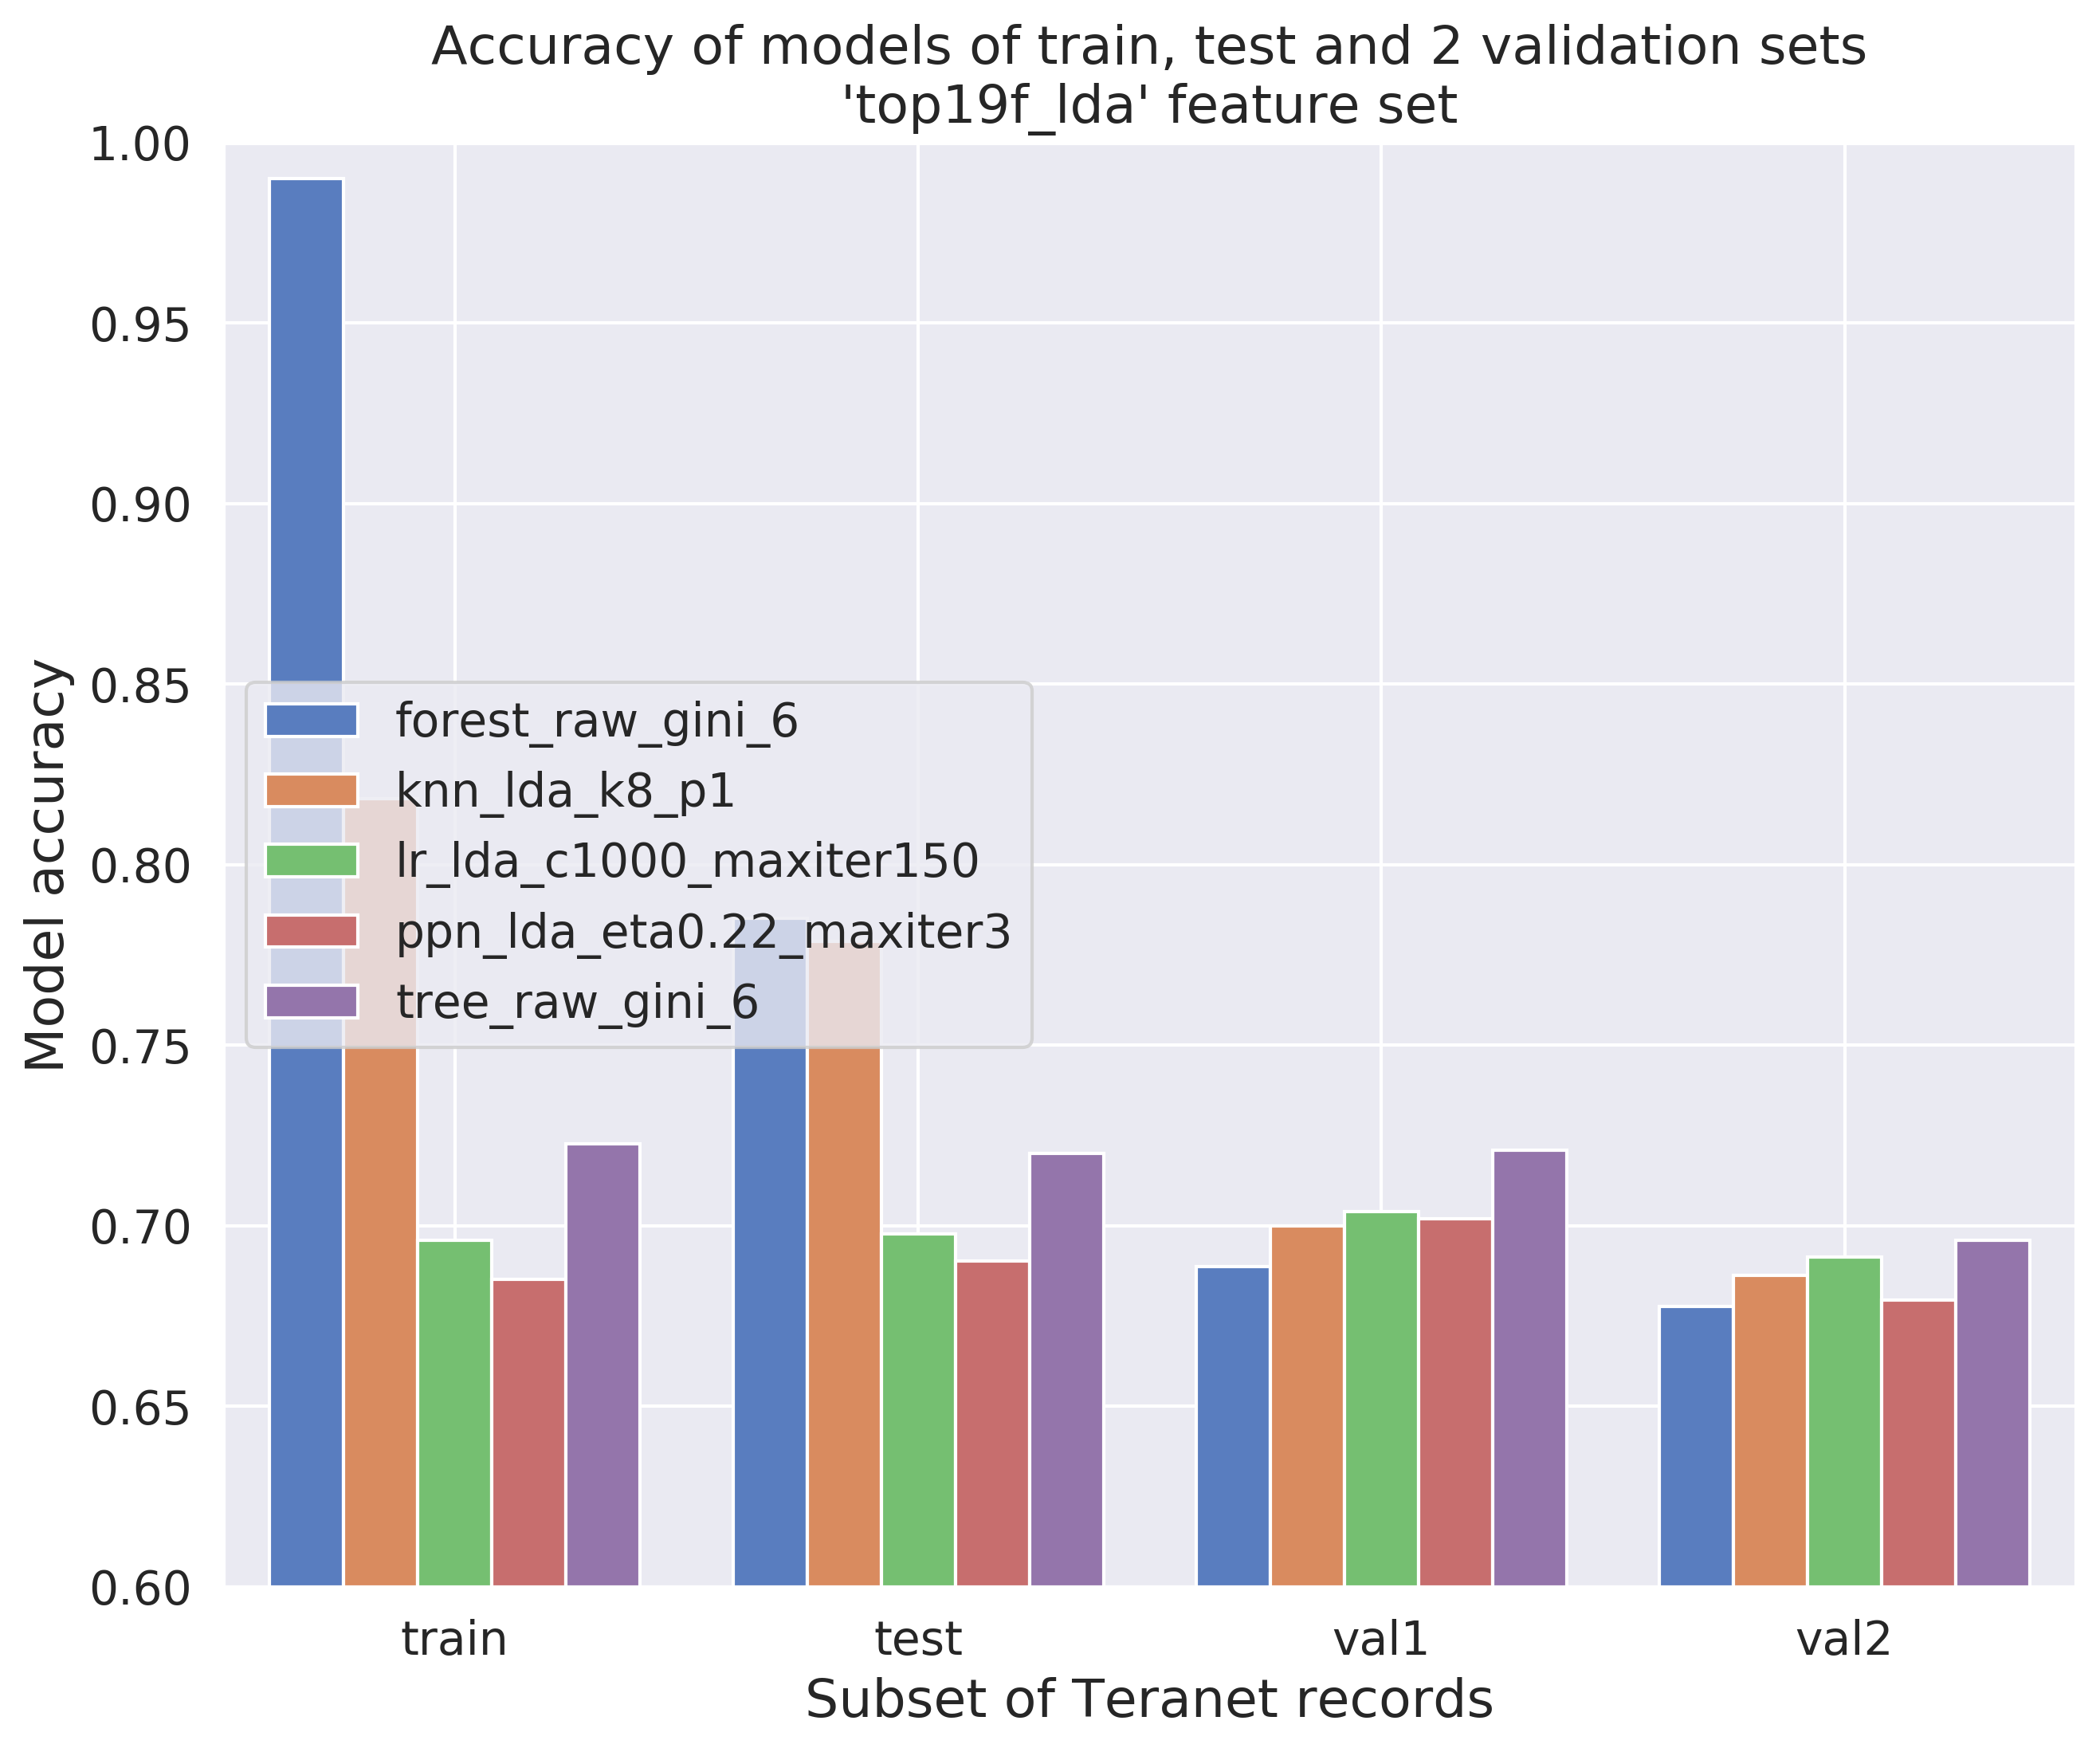 Accuracy of models of train, test and 2 validation sets
'top19f_lda' feature set
1.00
0.95
0.90
0.85
0.80
0.75
0.70
0.65
0.60
Model accuracy
forest_raw_gini_6
knn_lda_k8_p1
lr_lda_c1000_maxiter150
ppn_lda_eta0.22_maxiter3
tree_raw_gini_6
train test val1 val2
Subset of Teranet records